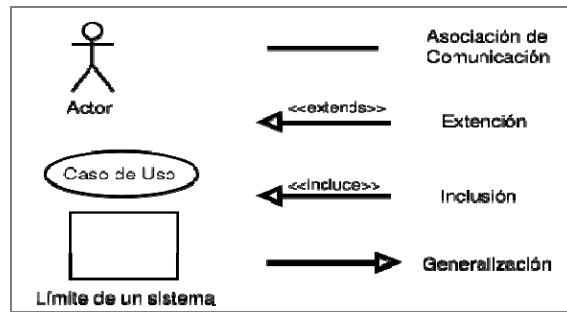 Asociación de
Comunicación
Actor
<<extends>>
Extención
Caso de Uso
<<Incluce>>
Inclusión
Generalización
Límite de un sistema